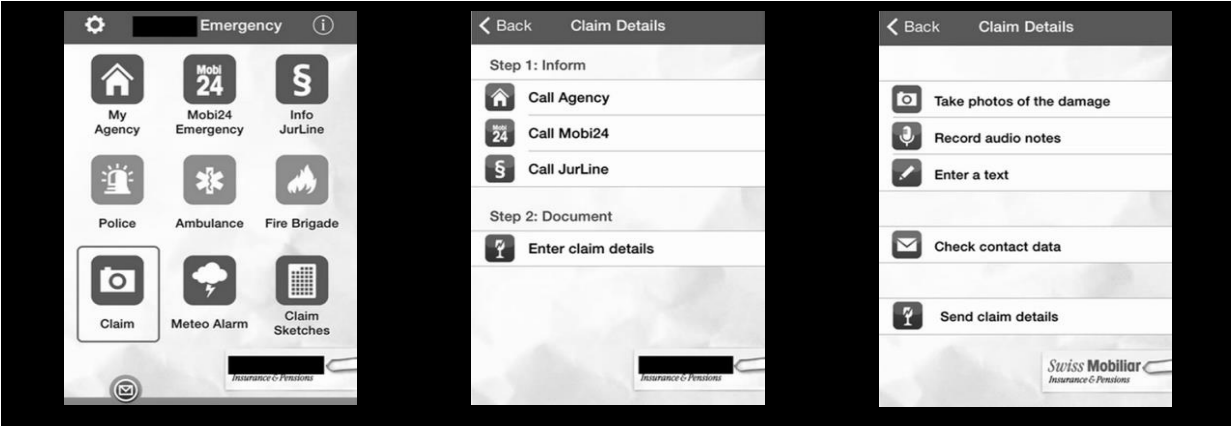 Emergency
i
Mobi
24
§
My
Agency
Mobi24
Emergency
Info
JurLine
Police
Ambulance
Fire Brigade
Claim
Meteo Alarm
Claim
Sketches
Insurance & Pensions
Back
Claim Details
Step 1: Inform
Call Agency
Mobi
24
Call Mobi24
§
Call JurLine
Step 2: Document
Enter claim details
Insurance & Pensions
Back
Claim Details
Take photos of the damage
Record audio notes
Enter a text
Check contact data
Send claim details
Swiss Mobiliar
Insurance & Pensions